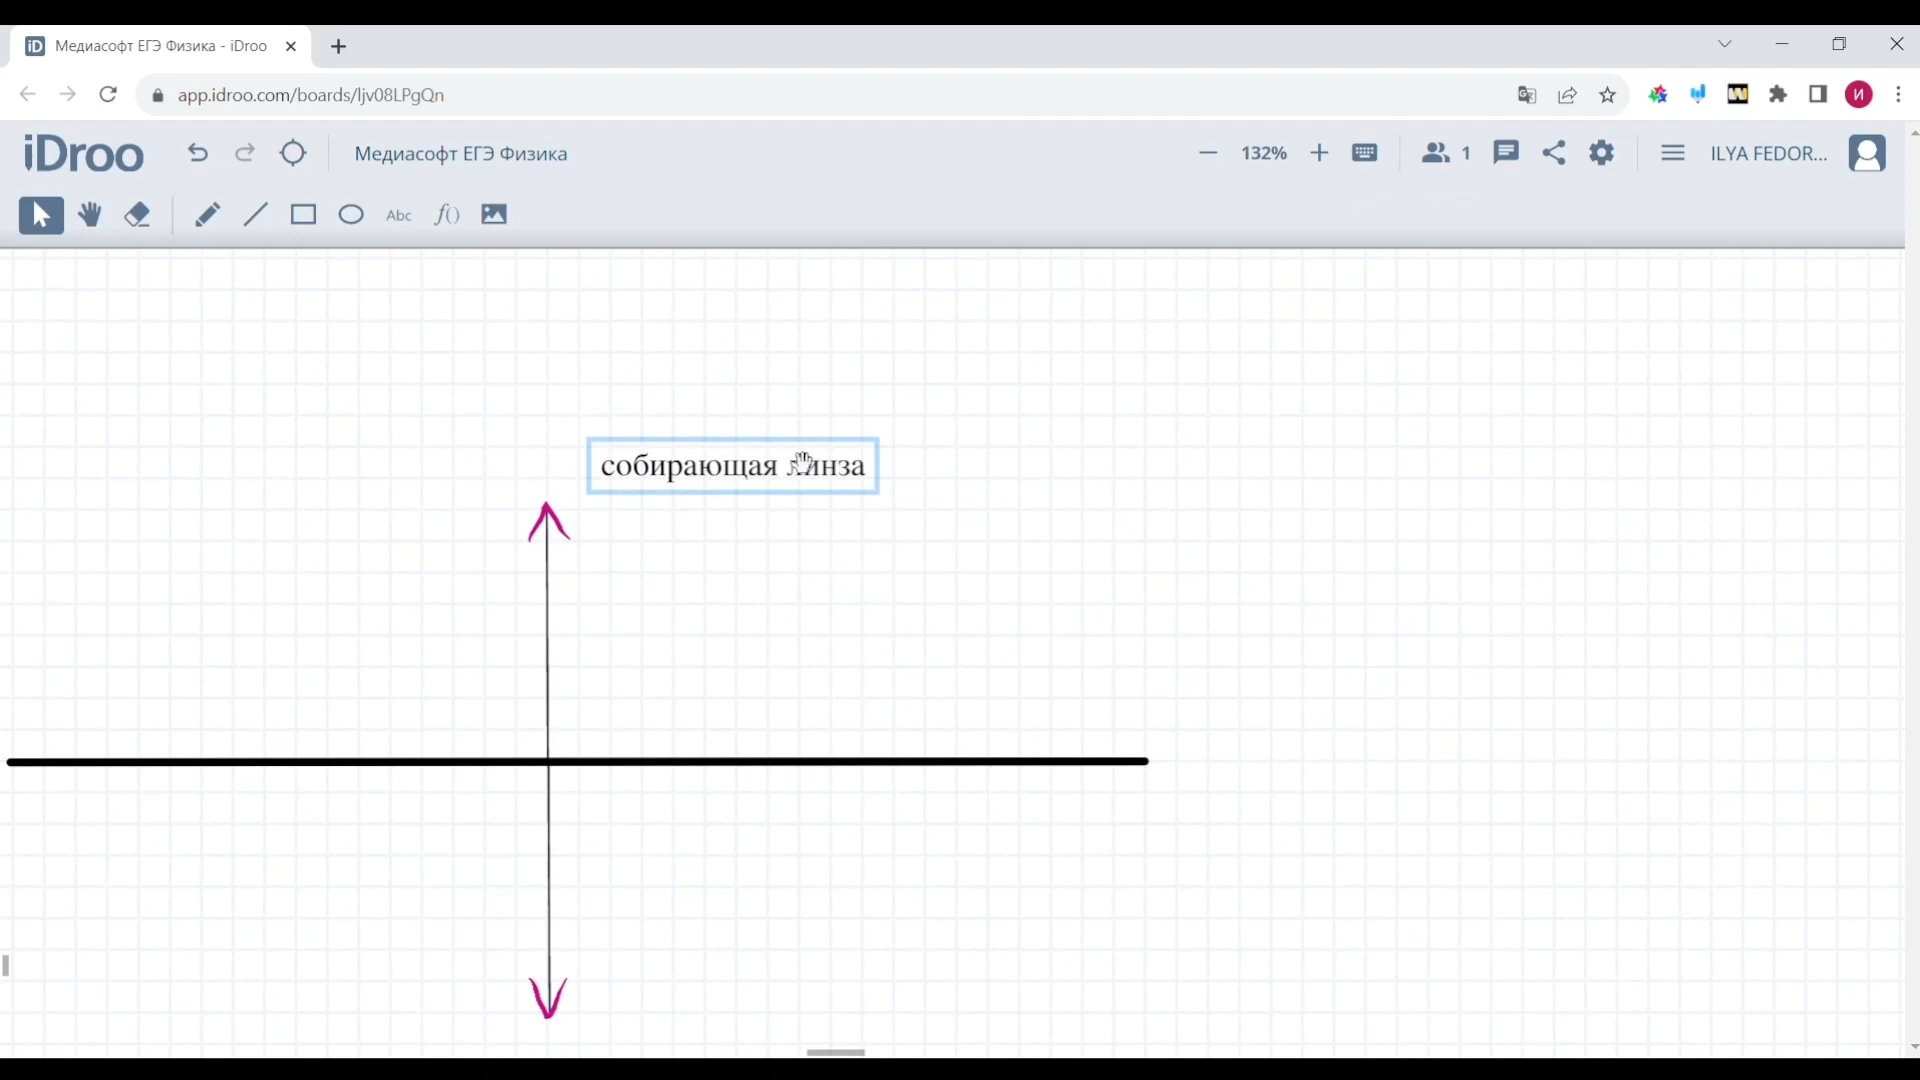 Медиасофт ЕГЭ Физика - iDroo
app.idroo.com/boards/ljv08LPgQn
И
iDroo
Медиасофт ЕГЭ Физика
132%
1
ILYA FEDOR...
Abc
f()
собирающая линза